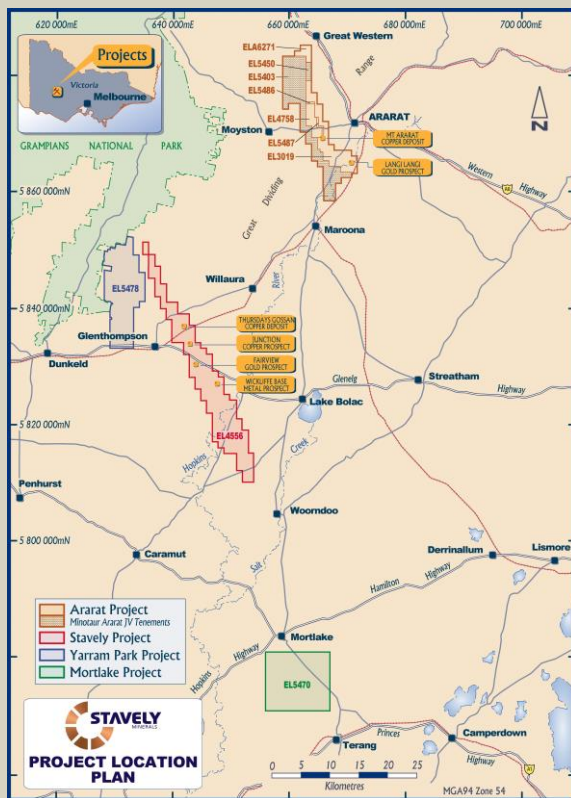 620 000mE
640 000mE
660 000mE
680 000mE
700 000mE
Projects
Victoria
Melbourne
GRAMPIANS NATIONAL PARK
ELA6271
EL5450
EL5403
EL5486
EL4758
EL5487
EL3019
Great Western
Range
ARARAT
Moyston
MT ARARAT
COPPER DEPOSIT
LANGI LANGI
GOLD PROSPECT
N
Western
Highway
A8
5 860 000mN
Great Dividing
Maroona
River
Willaura
EL5478
5 840 000mN
Glenthompson
Dunkeld
THURSDAYS GOSSAN
COPPER DEPOSIT
JUNCTION
COPPER PROSPECT
FAIRVIEW
GOLD PROSPECT
WICKLIFFE BASE
METAL PROSPECT
Streatham
Glenelg
Highway
Lake Bolac
5 820 000mN
EL4556
Hopkins
Creek
Penhurst
Woorndoo
5 800 000mN
Caramut
Salt
Derrinallum
Lismore
Hamilton
Highway
Ararat Project
Minotaur Ararat JV Tenements
Stavely Project
Yarram Park Project
Mortlake Project
Mortlake
Highway
Hopkins
EL5470
STAVELY
MINERALS
PROJECT LOCATION
PLAN
Terang
Princes
Camperdown
Highway
A1
0
5
10
15
20
25
Kilometres
MGA94 Zone 54